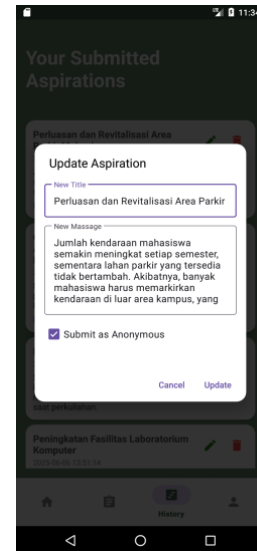 11:34
Your Submitted
Aspirations
Perluasan dan Revitalisasi Area
Update Aspiration
New Title
Perluasan dan Revitalisasi Area Parkir
New Massage
Jumlah kendaraan mahasiswa
semakin meningkat setiap semester,
sementara lahan parkir yang tersedia
tidak bertambah. Akibatnya, banyak
mahasiswa harus memarkirkan
kendaraan di luar area kampus, yang
Submit as Anonymous
Cancel
Update
saat perkuliahan.
Peningkatan Fasilitas Laboratorium
Komputer
History